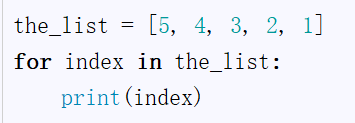 the_list = [5, 4, 3, 2, 1]
for index in the_list:
    print(index)